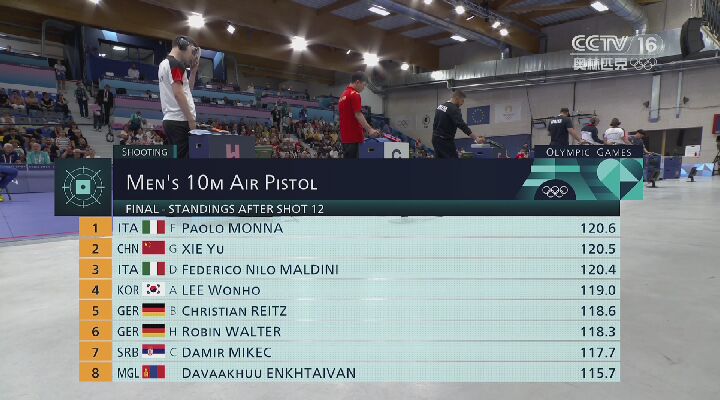 CCTV 16
奥林匹克
H
C
SHOOTING
OLYMPIC GAMES
MEN'S 10M AIR PISTOL
FINAL - STANDINGS AFTER SHOT 12
1 ITA F PAOLO MONNA 120.6
2 CHN G XIE YU 120.5
3 ITA D FEDERICO NILO MALDINI 120.4
4 KOR A LEE WONHO 119.0
5 GER B CHRISTIAN REITZ 118.6
6 GER H ROBIN WALTER 118.3
7 SRB C DAMIR MIKEC 117.7
8 MGL DAVAAKHUU ENKHTAIVAN 115.7